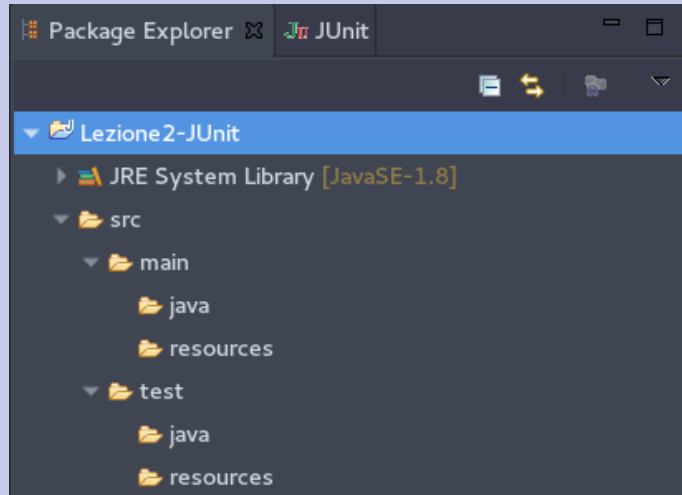 Package Explorer JUnit
Lezione2-JUnit
JRE System Library [JavaSE-1.8]
src
main
java
resources
test
java
resources